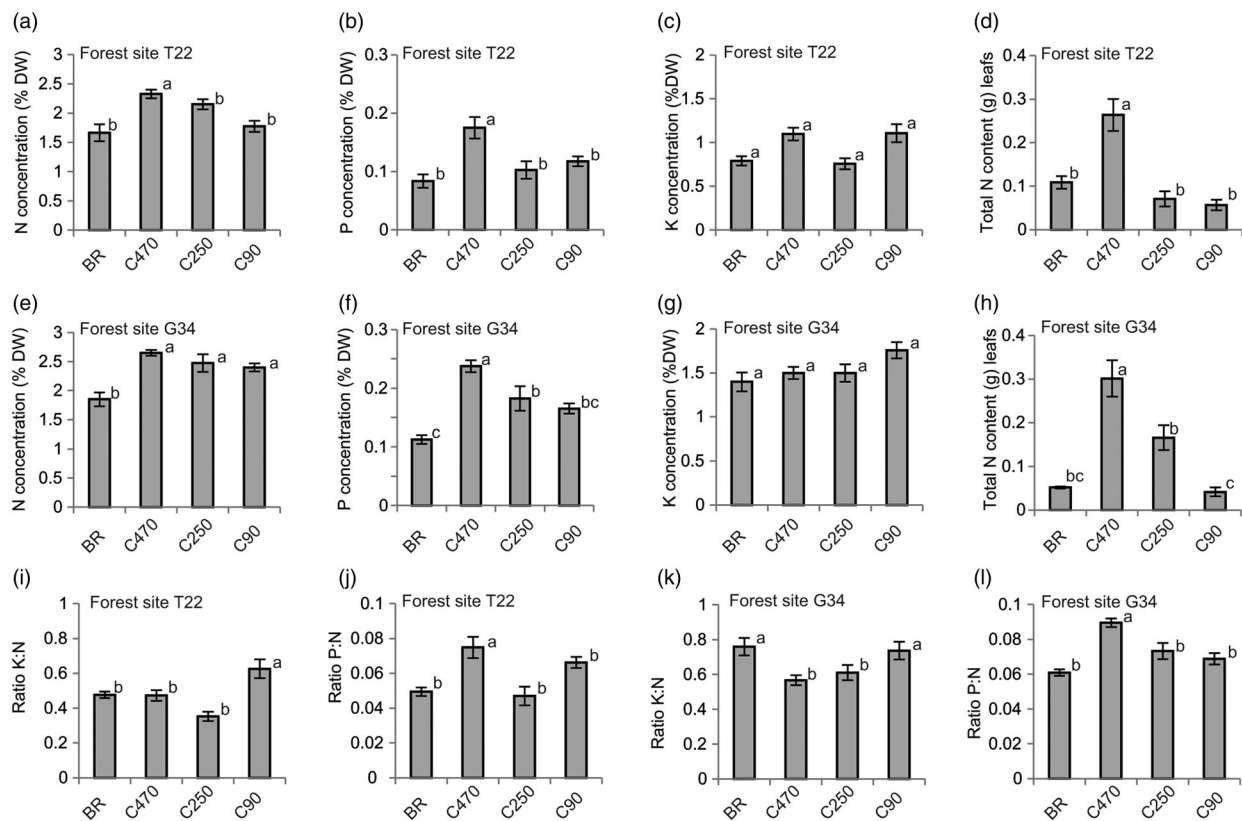 (a)
Forest site T22
N concentration (% DW)
3
2.5
2
1.5
1
0.5
0
b
a
b
b
BR C470 C250 C90
(b)
Forest site T22
P concentration (% DW)
0.3
0.2
0.1
0
b
a
b
b
BR C470 C250 C90
(c)
Forest site T22
K concentration (%DW)
2
1.5
1
0.5
0
a
a
a
a
BR C470 C250 C90
(d)
Forest site T22
Total N content (g) leafs
0.4
0.3
0.2
0.1
0
b
a
b
b
BR C470 C250 C90
(e)
Forest site G34
N concentration (% DW)
3
2.5
2
1.5
1
0.5
0
b
a
a
a
BR C470 C250 C90
(f)
Forest site G34
P concentration (% DW)
0.3
0.2
0.1
0
c
a
b
bc
BR C470 C250 C90
(g)
Forest site G34
K concentration (%DW)
2
1.5
1
0.5
0
a
a
a
a
BR C470 C250 C90
(h)
Forest site G34
Total N content (g) leafs
0.4
0.3
0.2
0.1
0
bc
a
b
c
BR C470 C250 C90
(i)
Forest site T22
Ratio K:N
1
0.8
0.6
0.4
0.2
0
b
b
b
a
BR C470 C250 C90
(j)
Forest site T22
Ratio P:N
0.1
0.08
0.06
0.04
0.02
0
b
a
b
b
BR C470 C250 C90
(k)
Forest site G34
Ratio K:N
1
0.8
0.6
0.4
0.2
0
a
b
b
a
BR C470 C250 C90
(l)
Forest site G34
Ratio P:N
0.1
0.08
0.06
0.04
0.02
0
b
a
b
b
BR C470 C250 C90